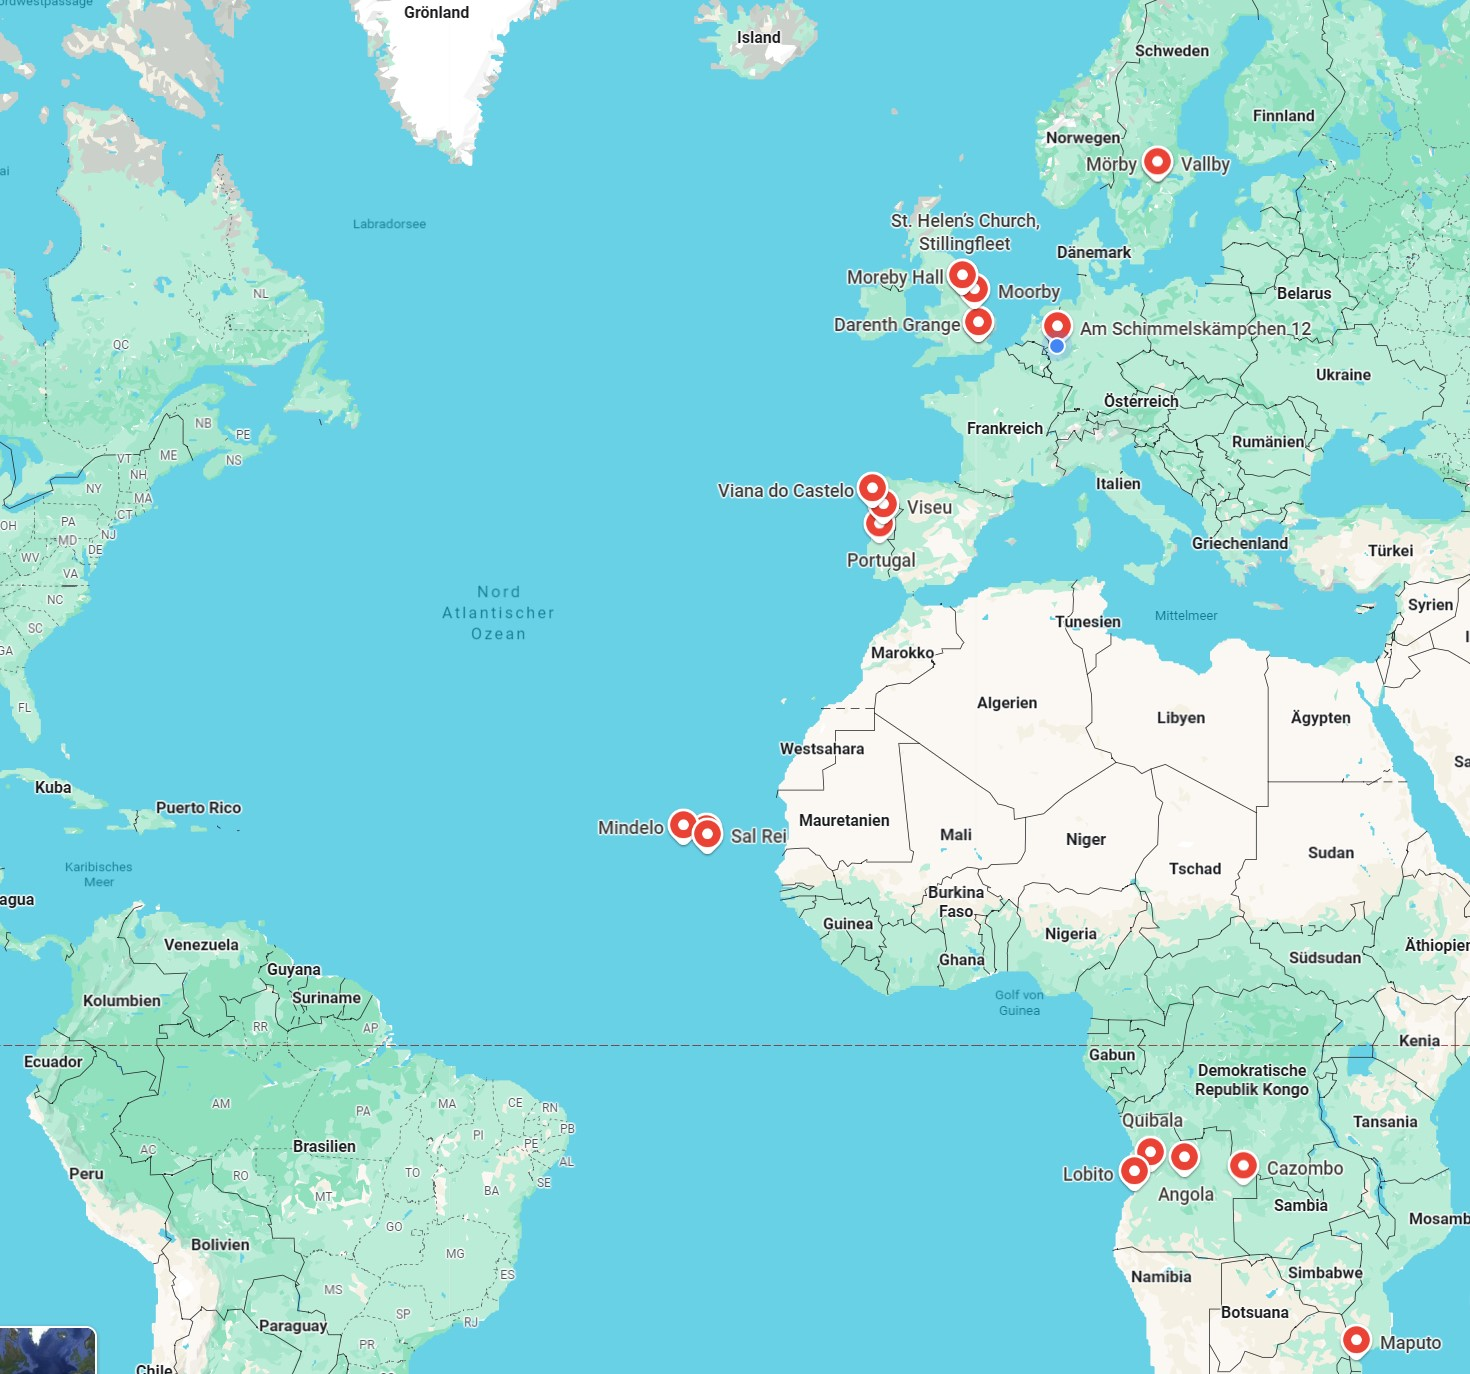 Grönland
Island
Schweden
Finnland
Norwegen
Mörby
Vallby
Labradorsee
St. Helen's Church,
Stillingfleet
Dänemark
Moreby Hall
Moorby
Belarus
NL
Darenth Grange
Am Schimmelskämpchen 12
QC
Ukraine
Österreich
NB
PE
Frankreich
Rumänien
VT
ME
NS
NH
Italien
NY
MA
Viana do Castelo
Viseu
CT
OH
PA
NJ
MD
DE
Griechenland
Türkei
WV
Portugal
VA
Nord
Atlantischer
Ozean
NC
Syrien
Mittelmeer
Tunesien
SC
GA
Marokko
FL
Algerien
Libyen
Ägypten
Westsahara
Sa
Kuba
Puerto Rico
Mindelo
Sal Rei
Mauretanien
Mali
Niger
Sudan
Tschad
Karibisches
Meer
agua
Burkina
Faso
Guinea
Nigeria
Venezuela
Äthiopien
Ghana
Südsudan
Guyana
Kolumbien
Suriname
Golf von
Guinea
RR
AP
Kenia
Ecuador
Gabun
Demokratische
Republik Kongo
AM
PA
MA
CE
RN
Quibala
Tansania
PB
PI
PE
Brasilien
AC
AL
Peru
RO
TO
SE
Lobito
Cazombo
MT
BA
Angola
Sambia
GO
Mosamb
Bolivien
MG
ES
Namibia
Simbabwe
MS
SP
Botsuana
Paraguay
RJ
PR
Maputo
Chile